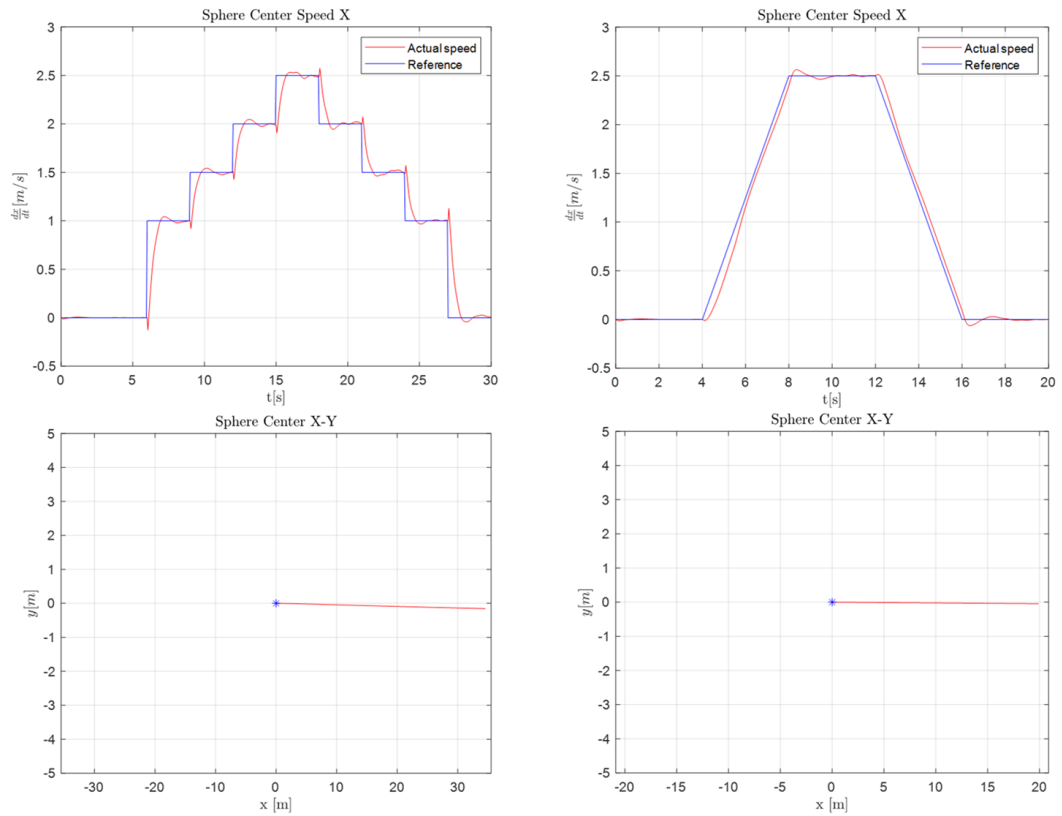 Sphere Center Speed X
3
2.5
2
1.5
1
0.5
0
-0.5
dx/dt [m/s]
Actual speed
Reference
0 5 10 15 20 25 30
t[s]
Sphere Center Speed X
3
2.5
2
1.5
1
0.5
0
-0.5
dx/dt [m/s]
Actual speed
Reference
0 2 4 6 8 10 12 14 16 18 20
t[s]
Sphere Center X-Y
5
4
3
2
1
0
-1
-2
-3
-4
-5
y[m]
-30 -20 -10 0 10 20 30
x [m]
Sphere Center X-Y
5
4
3
2
1
0
-1
-2
-3
-4
-5
y[m]
-20 -15 -10 -5 0 5 10 15 20
x [m]